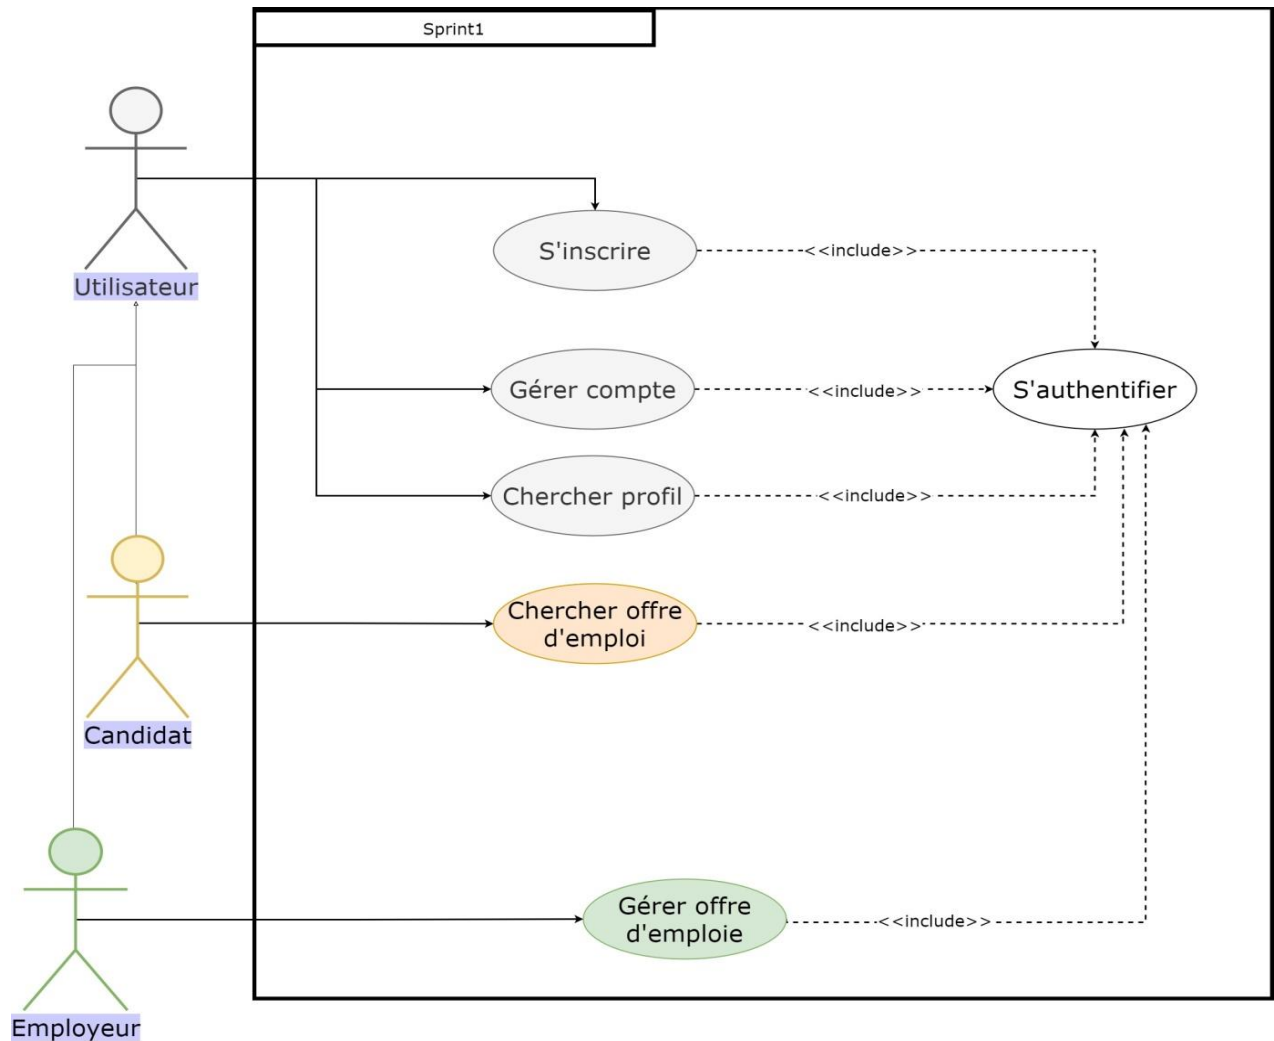 Sprint1
Utilisateur
S'inscrire
<<include>>
Gérer compte
<<include>>
S'authentifier
Chercher profil
<<include>>
Chercher offre
d'emploi
<<include>>
Candidat
Gérer offre
d'emploie
<<include>>
Employeur